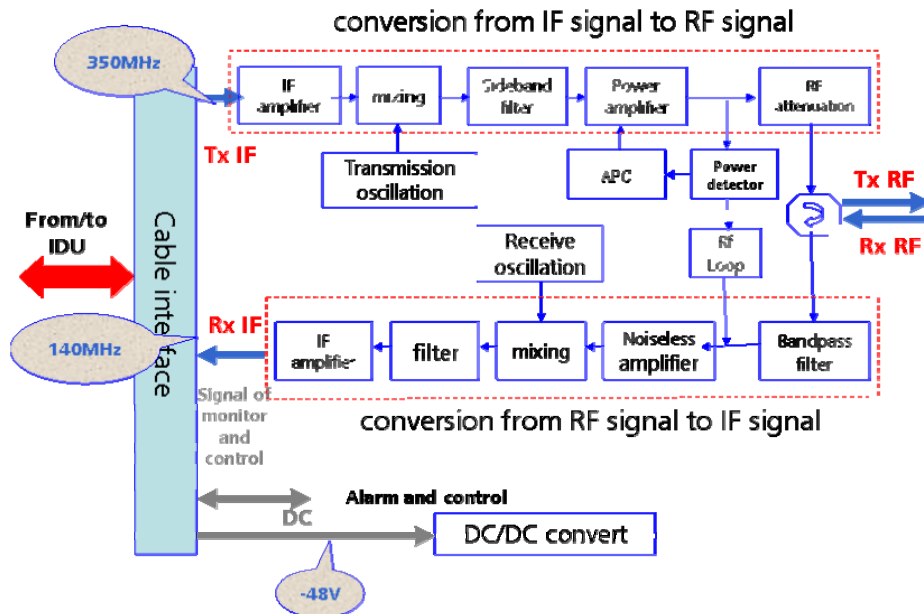 conversion from IF signal to RF signal
350MHz
IF
amplifier
mixing
Sideband
filter
Power
amplifier
RF
attenuation
Tx IF
Transmission
oscillation
APC
Power
detector
Tx RF
Rx RF
From/to
IDU
Cable interface
Receive
oscillation
RF
Loop
Rx IF
140MHz
IF
amplifier
filter
mixing
Noiseless
amplifier
Bandpass
filter
Signal of
monitor
and
control
conversion from RF signal to IF signal
Alarm and control
DC
DC/DC convert
-48V